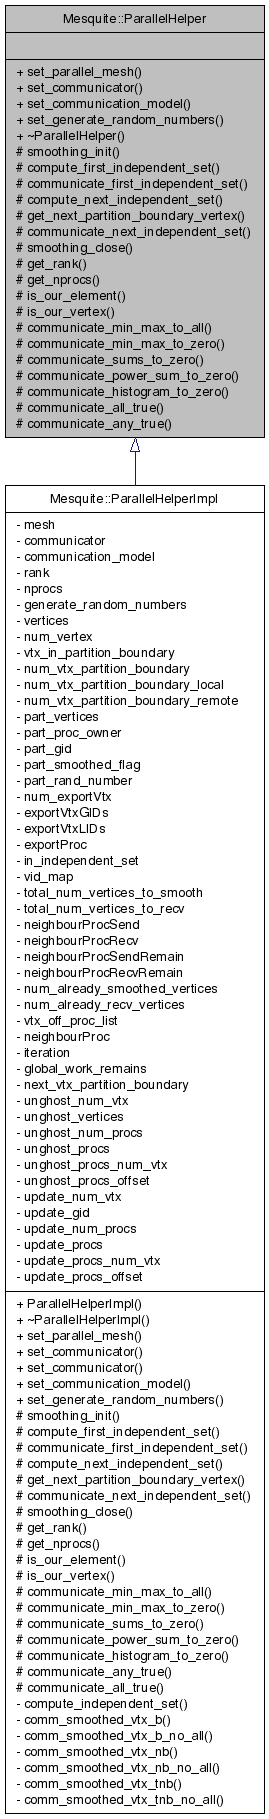 Mesquite::ParallelHelper
+ set_parallel_mesh()
+ set_communicator()
+ set_communication_model()
+ set_generate_random_numbers()
+ ~ParallelHelper()
# smoothing_init()
# compute_first_independent_set()
# communicate_first_independent_set()
# compute_next_independent_set()
# get_next_partition_boundary_vertex()
# communicate_next_independent_set()
# smoothing_close()
# get_rank()
# get_nprocs()
# is_our_element()
# is_our_vertex()
# communicate_min_max_to_all()
# communicate_min_max_to_zero()
# communicate_sums_to_zero()
# communicate_power_sum_to_zero()
# communicate_histogram_to_zero()
# communicate_all_true()
# communicate_any_true()
Mesquite::ParallelHelperImpl
- mesh
- communicator
- communication_model
- rank
- nprocs
- generate_random_numbers
- vertices
- num_vertex
- vtx_in_partition_boundary
- num_vtx_partition_boundary
- num_vtx_partition_boundary_local
- num_vtx_partition_boundary_remote
- part_vertices
- part_proc_owner
- part_gid
- part_smoothed_flag
- part_rand_number
- num_exportVtx
- exportVtxGIDs
- exportVtxLIDs
- exportProc
- in_independent_set
- vid_map
- total_num_vertices_to_smooth
- total_num_vertices_to_recv
- neighbourProcSend
- neighbourProcRecv
- neighbourProcSendRemain
- neighbourProcRecvRemain
- num_already_smoothed_vertices
- num_already_recv_vertices
- vtx_off_proc_list
- neighbourProc
- iteration
- global_work_remains
- next_vtx_partition_boundary
- unghost_num_vtx
- unghost_vertices
- unghost_num_procs
- unghost_procs
- unghost_procs_num_vtx
- unghost_procs_offset
- update_num_vtx
- update_gid
- update_num_procs
- update_procs
- update_procs_num_vtx
- update_procs_offset
+ ParallelHelperImpl()
+ ~ParallelHelperImpl()
+ set_parallel_mesh()
+ set_communicator()
+ set_communicator()
+ set_communication_model()
+ set_generate_random_numbers()
# smoothing_init()
# compute_first_independent_set()
# communicate_first_independent_set()
# compute_next_independent_set()
# get_next_partition_boundary_vertex()
# communicate_next_independent_set()
# smoothing_close()
# get_rank()
# get_nprocs()
# is_our_element()
# is_our_vertex()
# communicate_min_max_to_all()
# communicate_min_max_to_zero()
# communicate_sums_to_zero()
# communicate_power_sum_to_zero()
# communicate_histogram_to_zero()
# communicate_any_true()
# communicate_all_true()
- compute_independent_set()
- comm_smoothed_vtx_b()
- comm_smoothed_vtx_b_no_all()
- comm_smoothed_vtx_nb()
- comm_smoothed_vtx_nb_no_all()
- comm_smoothed_vtx_tnb()
- comm_smoothed_vtx_tnb_no_all()